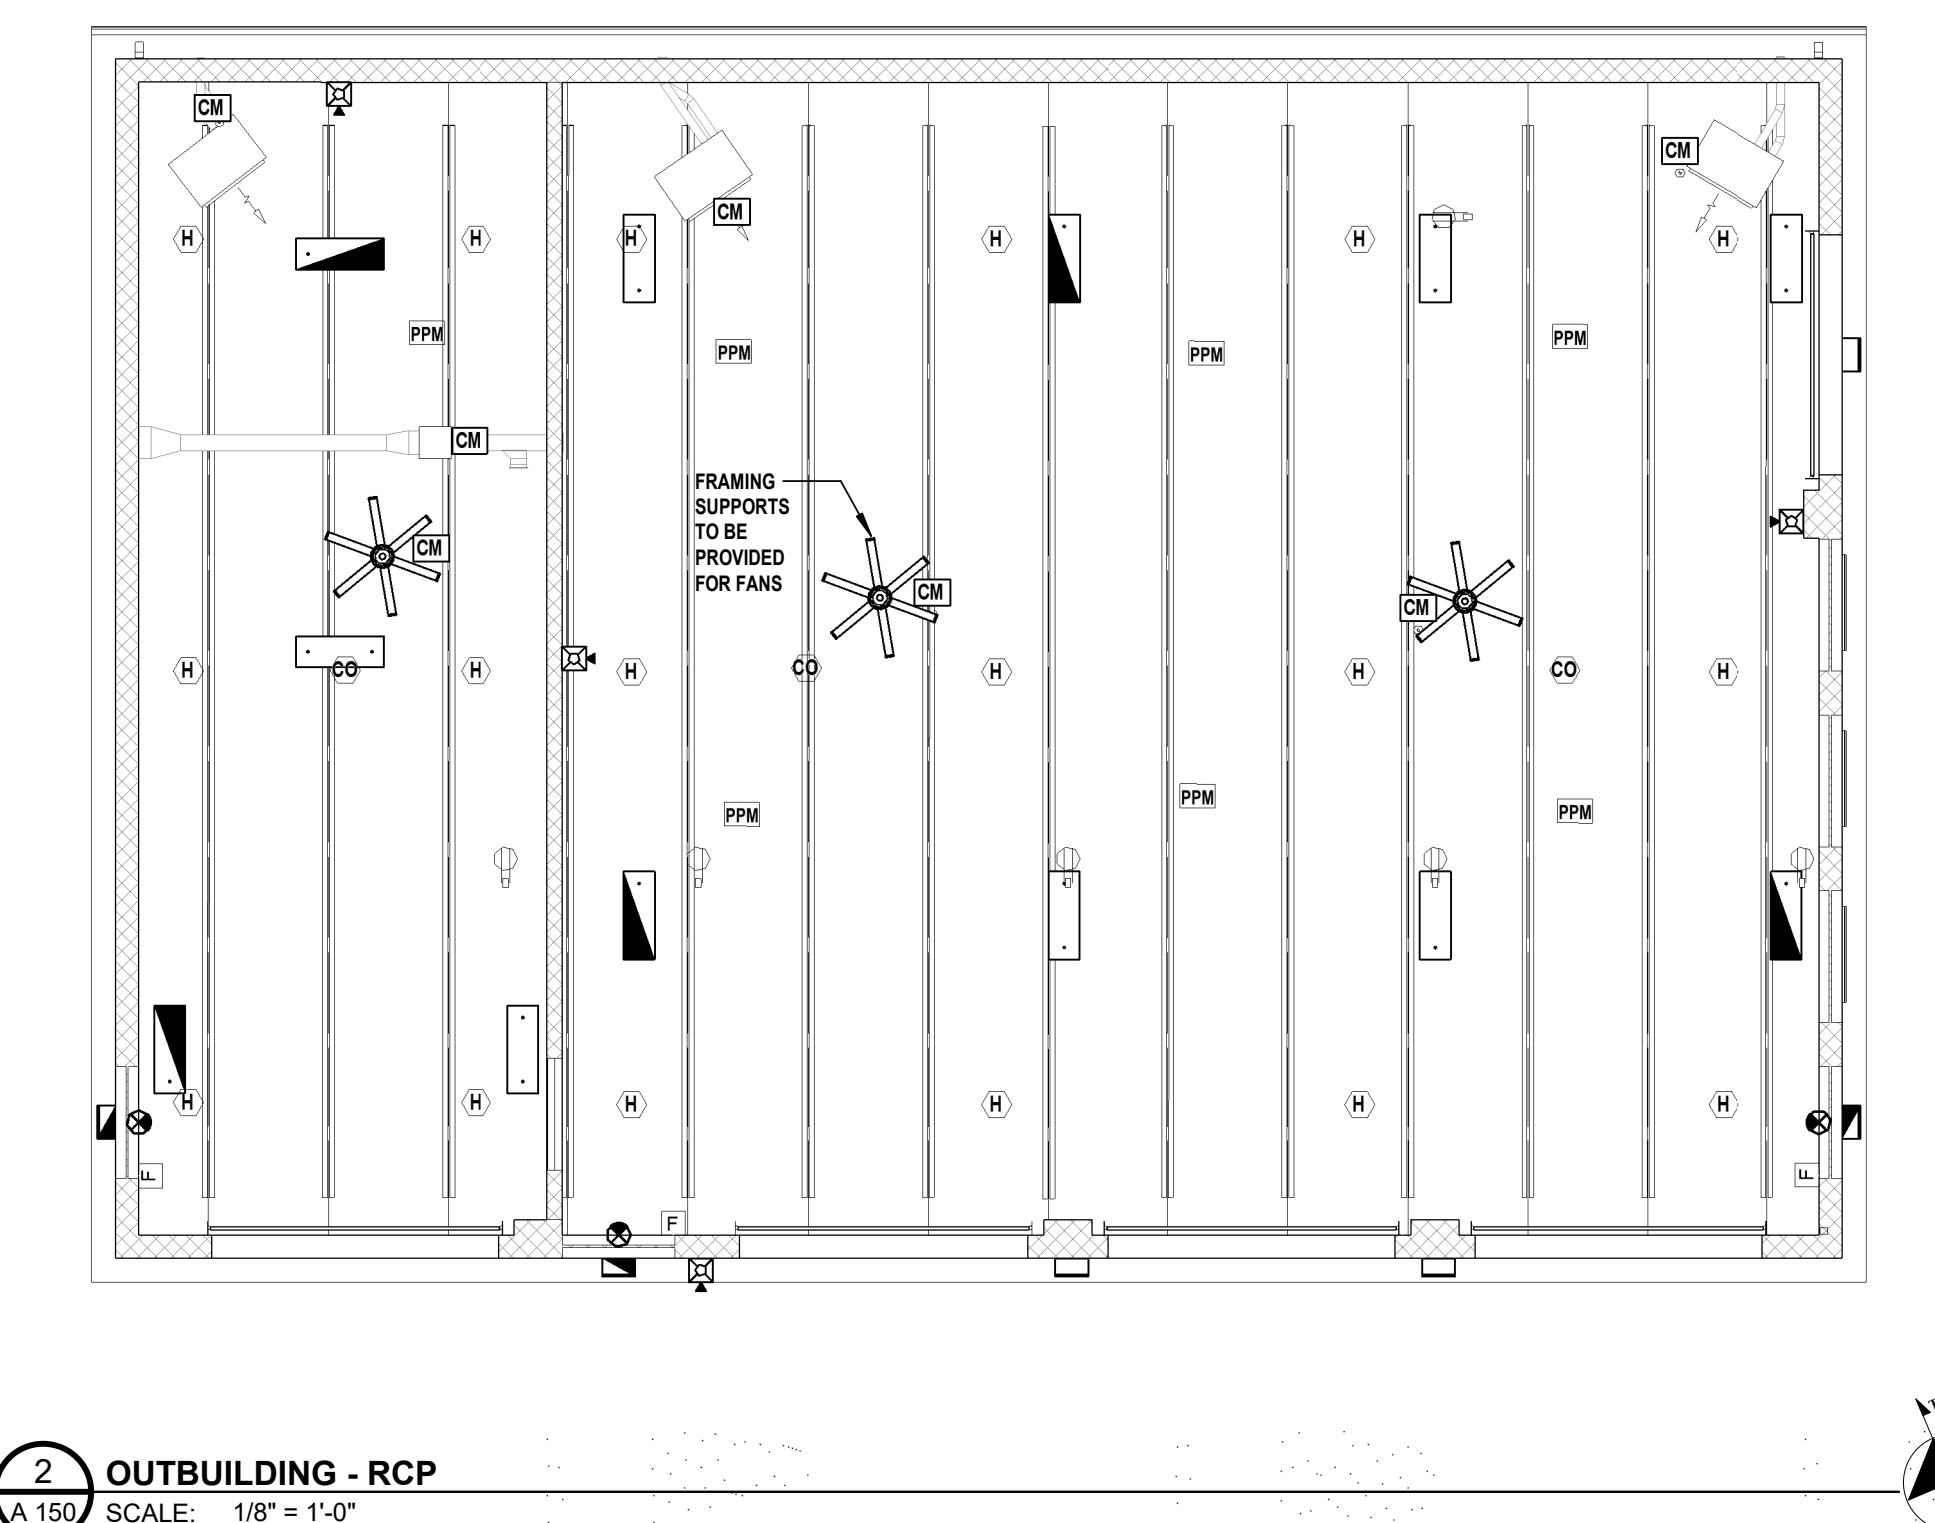 CM
CM
CM
H
H
H
H
H
H
PPM
PPM
PPM
PPM
CM
FRAMING
SUPPORTS
TO BE
PROVIDED
FOR FANS
CM
CM
CM
H
CO
H
H
CO
H
H
CO
H
PPM
PPM
PPM
H
H
H
H
H
H
F
F
F
2
OUTBUILDING - RCP
A 150
SCALE: 1/8" = 1'-0"